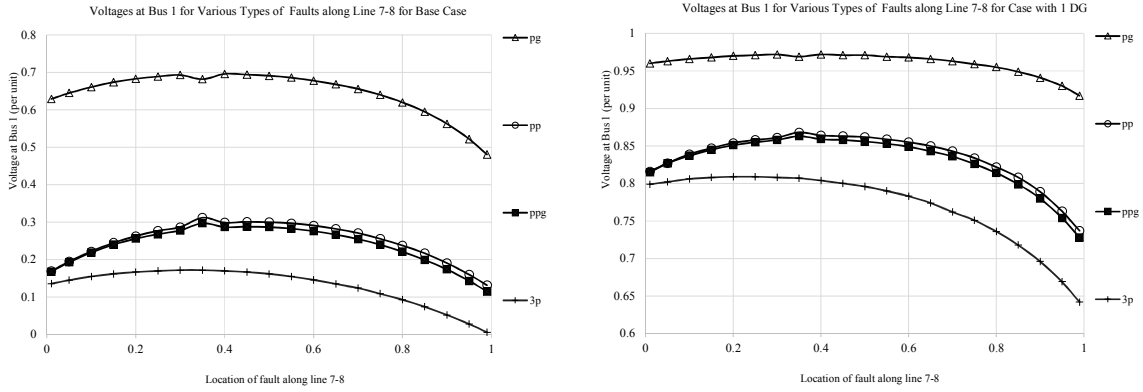 Voltages at Bus 1 for Various Types of Faults along Line 7-8 for Base Case
Voltage at Bus 1 (per unit)
0.8
0.7
0.6
0.5
0.4
0.3
0.2
0.1
0
0
0.2
0.4
0.6
0.8
1
Location of fault along line 7-8
pg
pp
ppg
3p
Voltages at Bus 1 for Various Types of Faults along Line 7-8 for Case with 1 DG
Voltage at Bus 1 (per unit)
1
0.95
0.9
0.85
0.8
0.75
0.7
0.65
0.6
0
0.2
0.4
0.6
0.8
1
Location of fault along line 7-8
pg
pp
ppg
3p